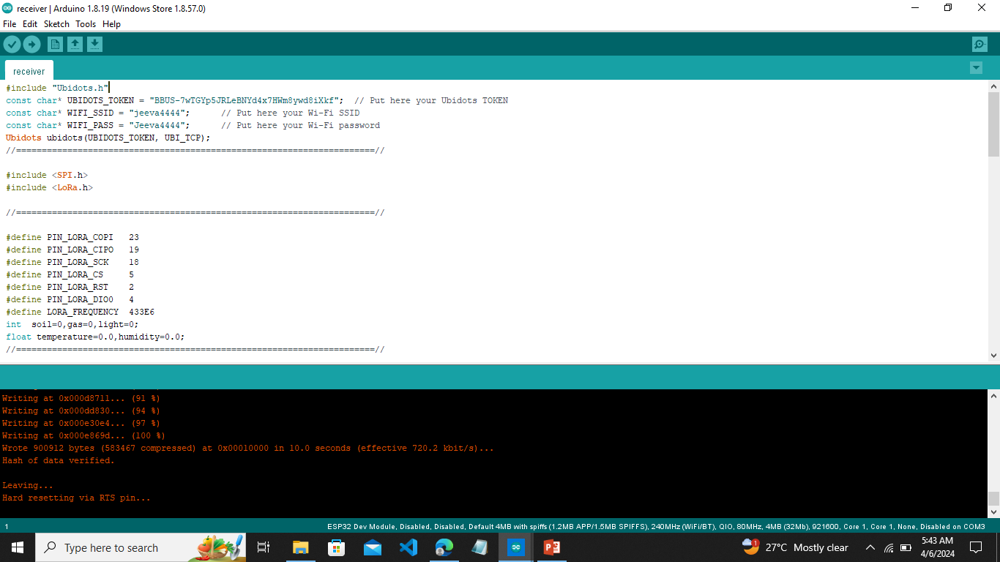 receiver | Arduino 1.8.19 (Windows Store 1.8.57.0)
File Edit Sketch Tools Help
receiver
#include "Ubidots.h"
const char* UBIDOTS_TOKEN = "BBUS-7wTGYp5JRLeBNYd4x7HWm8ywd8iXkf";  // Put here your Ubidots TOKEN
const char* WIFI_SSID = "jeeva4444";      // Put here your Wi-Fi SSID
const char* WIFI_PASS = "Jeeva4444";      // Put here your Wi-Fi password
Ubidots ubidots(UBIDOTS_TOKEN, UBI_TCP);
//======================================================================//
#include <SPI.h>
#include <LoRa.h>
//======================================================================//
#define PIN_LORA_COPI   23
#define PIN_LORA_CIPO   19
#define PIN_LORA_SCK    18
#define PIN_LORA_CS     5
#define PIN_LORA_RST    2
#define PIN_LORA_DIO0   4
#define LORA_FREQUENCY  433E6
int  soil=0,gas=0,light=0;
float temperature=0.0,humidity=0.0;
//======================================================================//
Writing at 0x000d8711... (91 %)
Writing at 0x000dd830... (94 %)
Writing at 0x000e30e4... (97 %)
Writing at 0x000e869d... (100 %)
Wrote 900912 bytes (583467 compressed) at 0x00010000 in 10.0 seconds (effective 720.2 kbit/s)...
Hash of data verified.
Leaving...
Hard resetting via RTS pin...
1
ESP32 Dev Module, Disabled, Disabled, Default 4MB with spiffs (1.2MB APP/1.5MB SPIFFS), 240MHz (WiFi/BT), QIO, 80MHz, 4MB (32Mb), 921600, Core 1, Core 1, None, Disabled on COM3
Type here to search
1
27°C Mostly clear
5:43 AM
4/6/2024